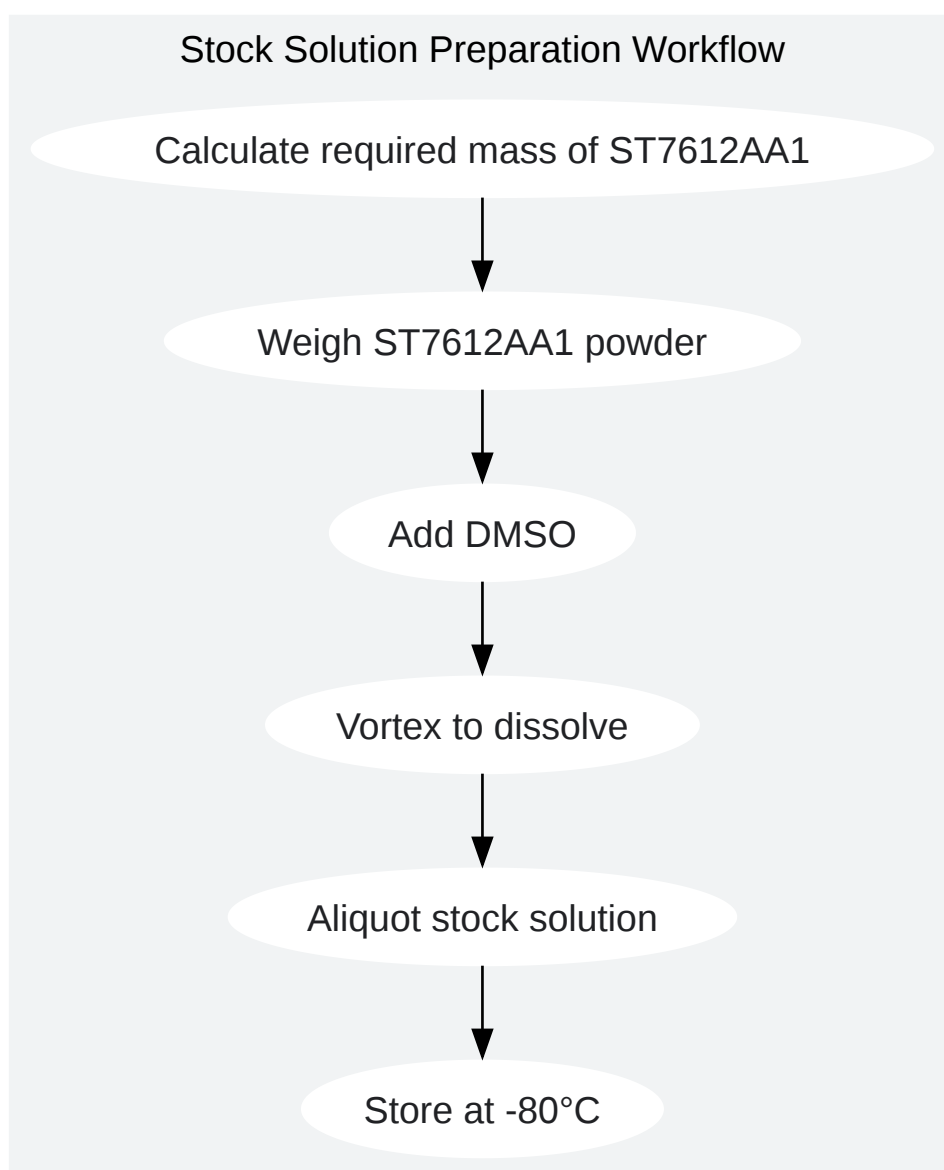 Stock Solution Preparation Workflow
Calculate required mass of ST7612AA1
Weigh ST7612AA1 powder
Add DMSO
Vortex to dissolve
Aliquot stock solution
Store at -80°C